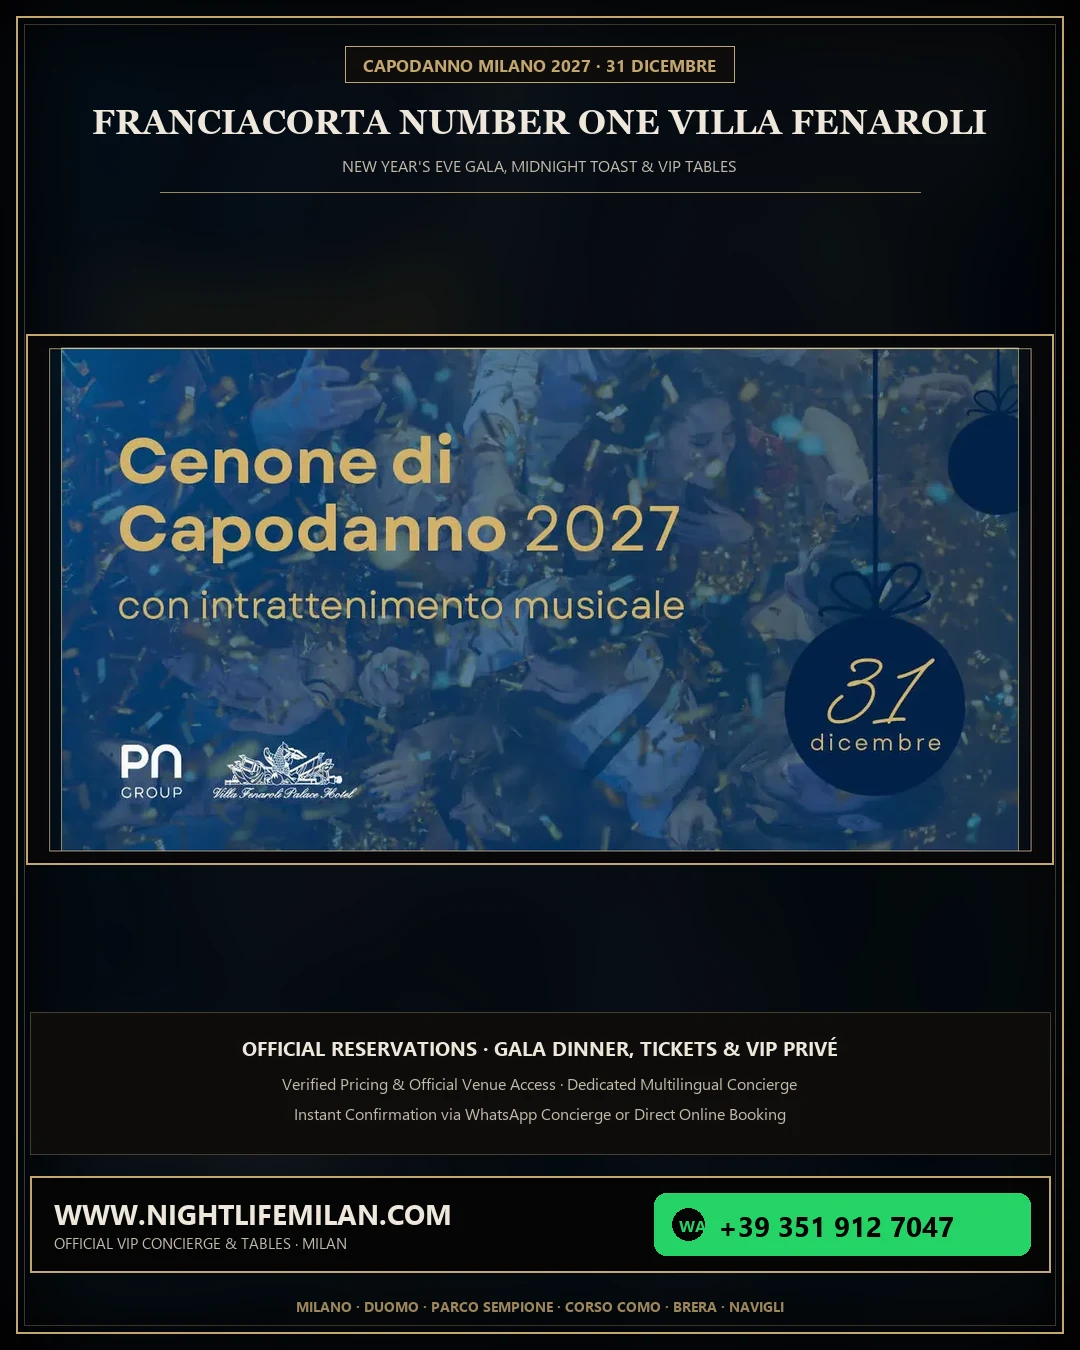 CAPODANNO MILANO 2027 · 31 DICEMBRE
FRANCIACORTA NUMBER ONE VILLA FENAROLI
NEW YEAR'S EVE GALA, MIDNIGHT TOAST & VIP TABLES
Cenone di
Capodanno 2027
con intrattenimento musicale
31
dicembre
PN
GROUP
Villa Fenaroli Palace Hotel
OFFICIAL RESERVATIONS · GALA DINNER, TICKETS & VIP PRIVÉ
Verified Pricing & Official Venue Access · Dedicated Multilingual Concierge
Instant Confirmation via WhatsApp Concierge or Direct Online Booking
WWW.NIGHTLIFEMILAN.COM
OFFICIAL VIP CONCIERGE & TABLES · MILAN
WA +39 351 912 7047
MILANO · DUOMO · PARCO SEMPIONE · CORSO COMO · BRERA · NAVIGLI